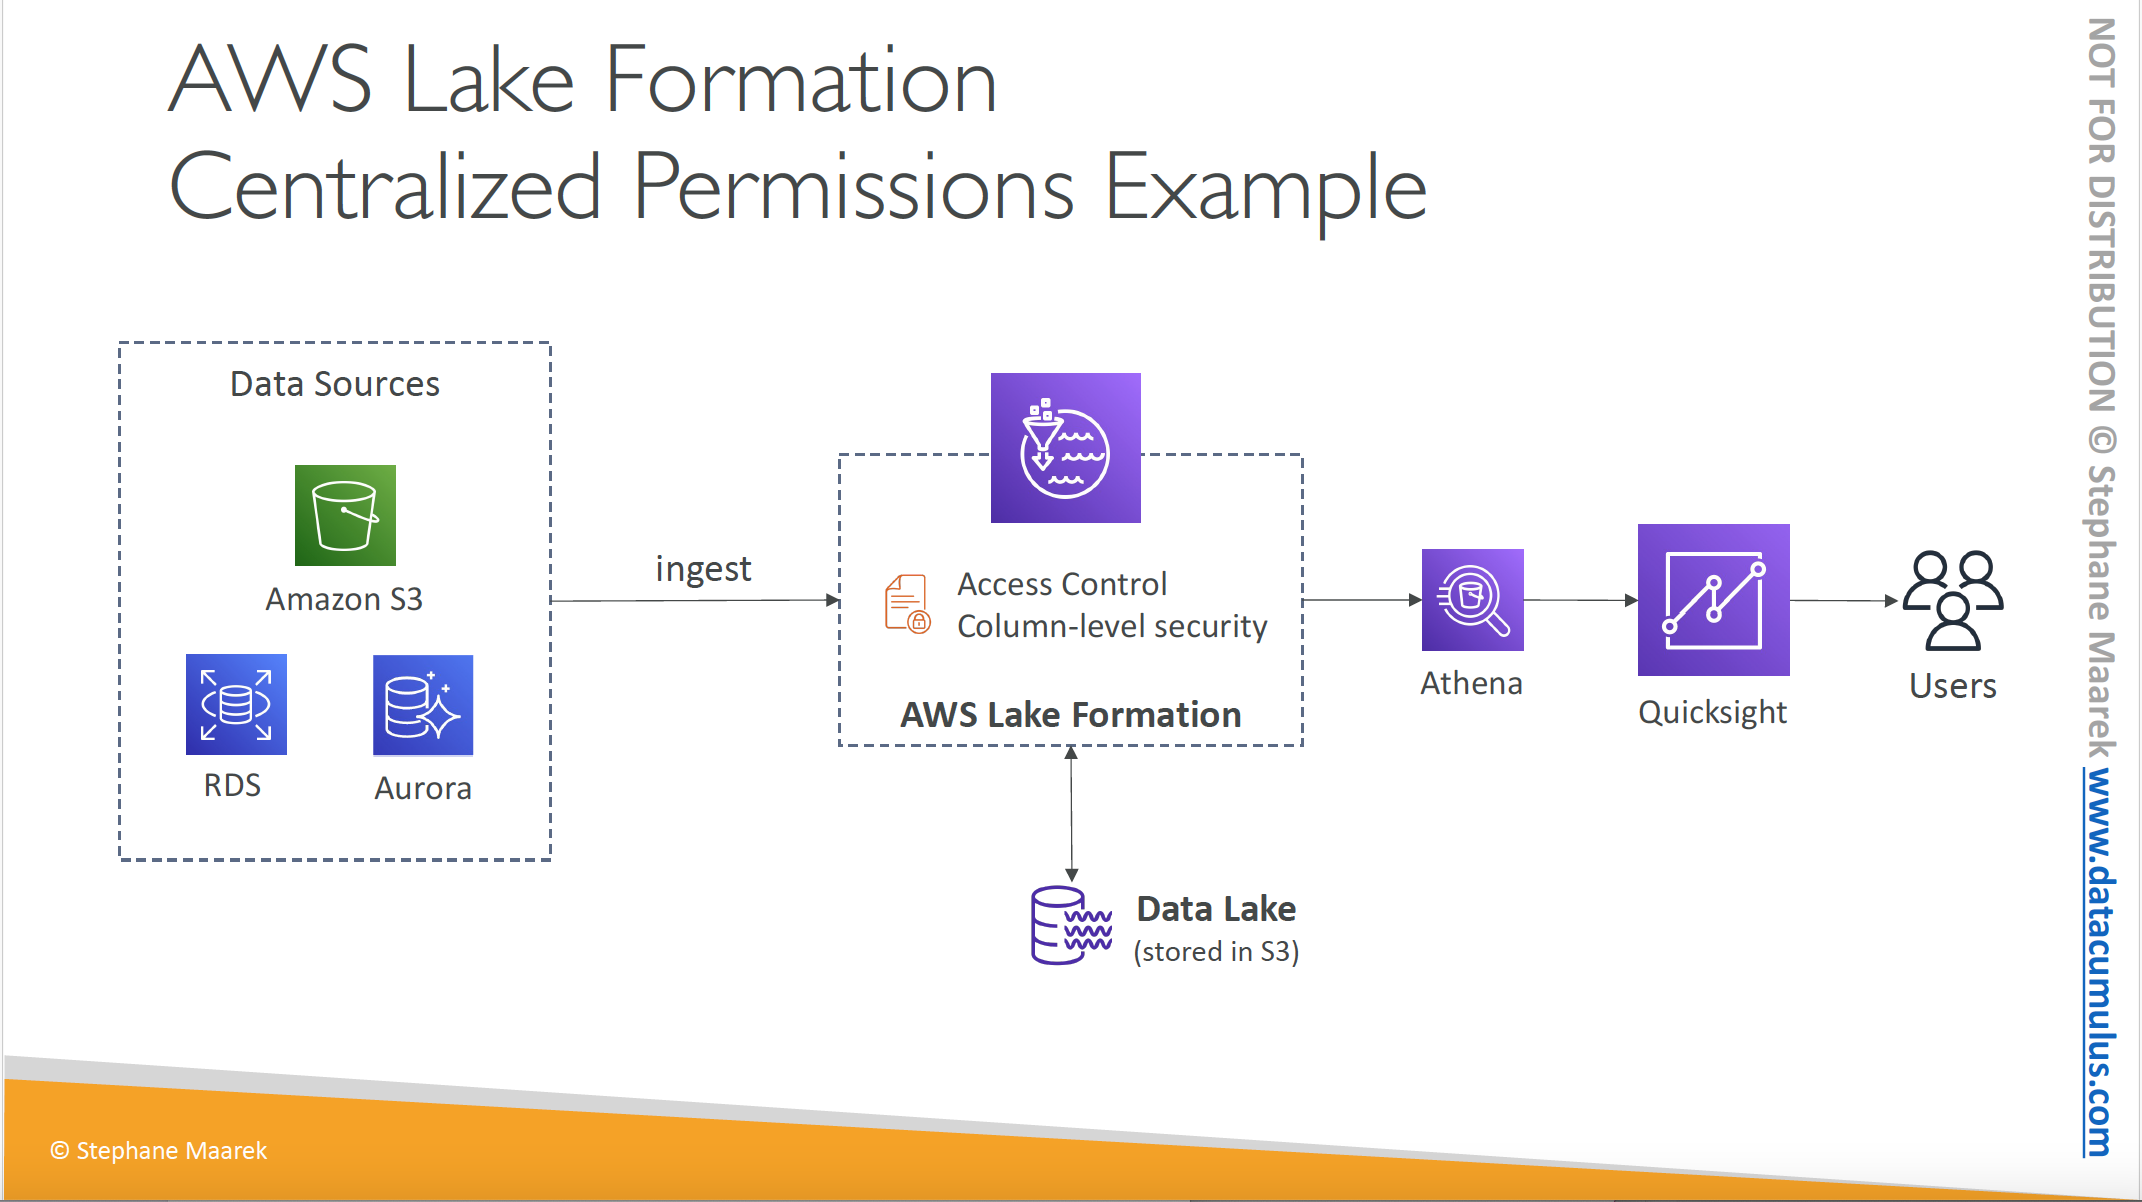 AWS Lake Formation
Centralized Permissions Example
Data Sources
Amazon S3
RDS
Aurora
ingest
Access Control
Column-level security
AWS Lake Formation
Data Lake
(stored in S3)
Athena
Quicksight
Users
© Stephane Maarek
NOT FOR DISTRIBUTION © Stephane Maarek www.datacumulus.com